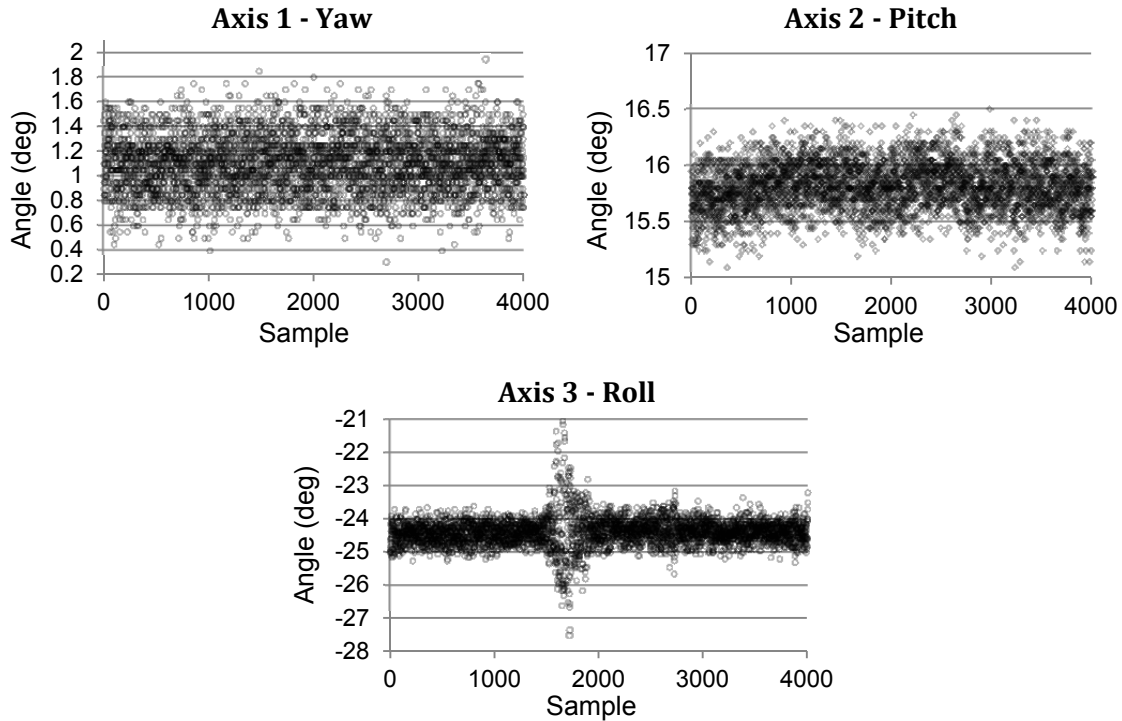 Axis 1 - Yaw
2
1.8
1.6
1.4
1.2
1
0.8
0.6
0.4
0.2
Angle (deg)
0 1000 2000 3000 4000
Sample
Axis 2 - Pitch
17
16.5
16
15.5
15
Angle (deg)
0 1000 2000 3000 4000
Sample
Axis 3 - Roll
-21
-22
-23
-24
-25
-26
-27
-28
Angle (deg)
0 1000 2000 3000 4000
Sample